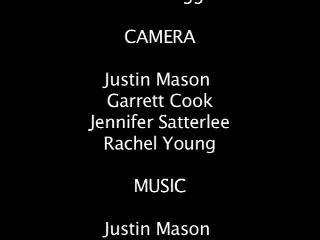 CAMERA
Justin Mason
Garrett Cook
Jennifer Satterlee
Rachel Young
MUSIC
Justin Mason